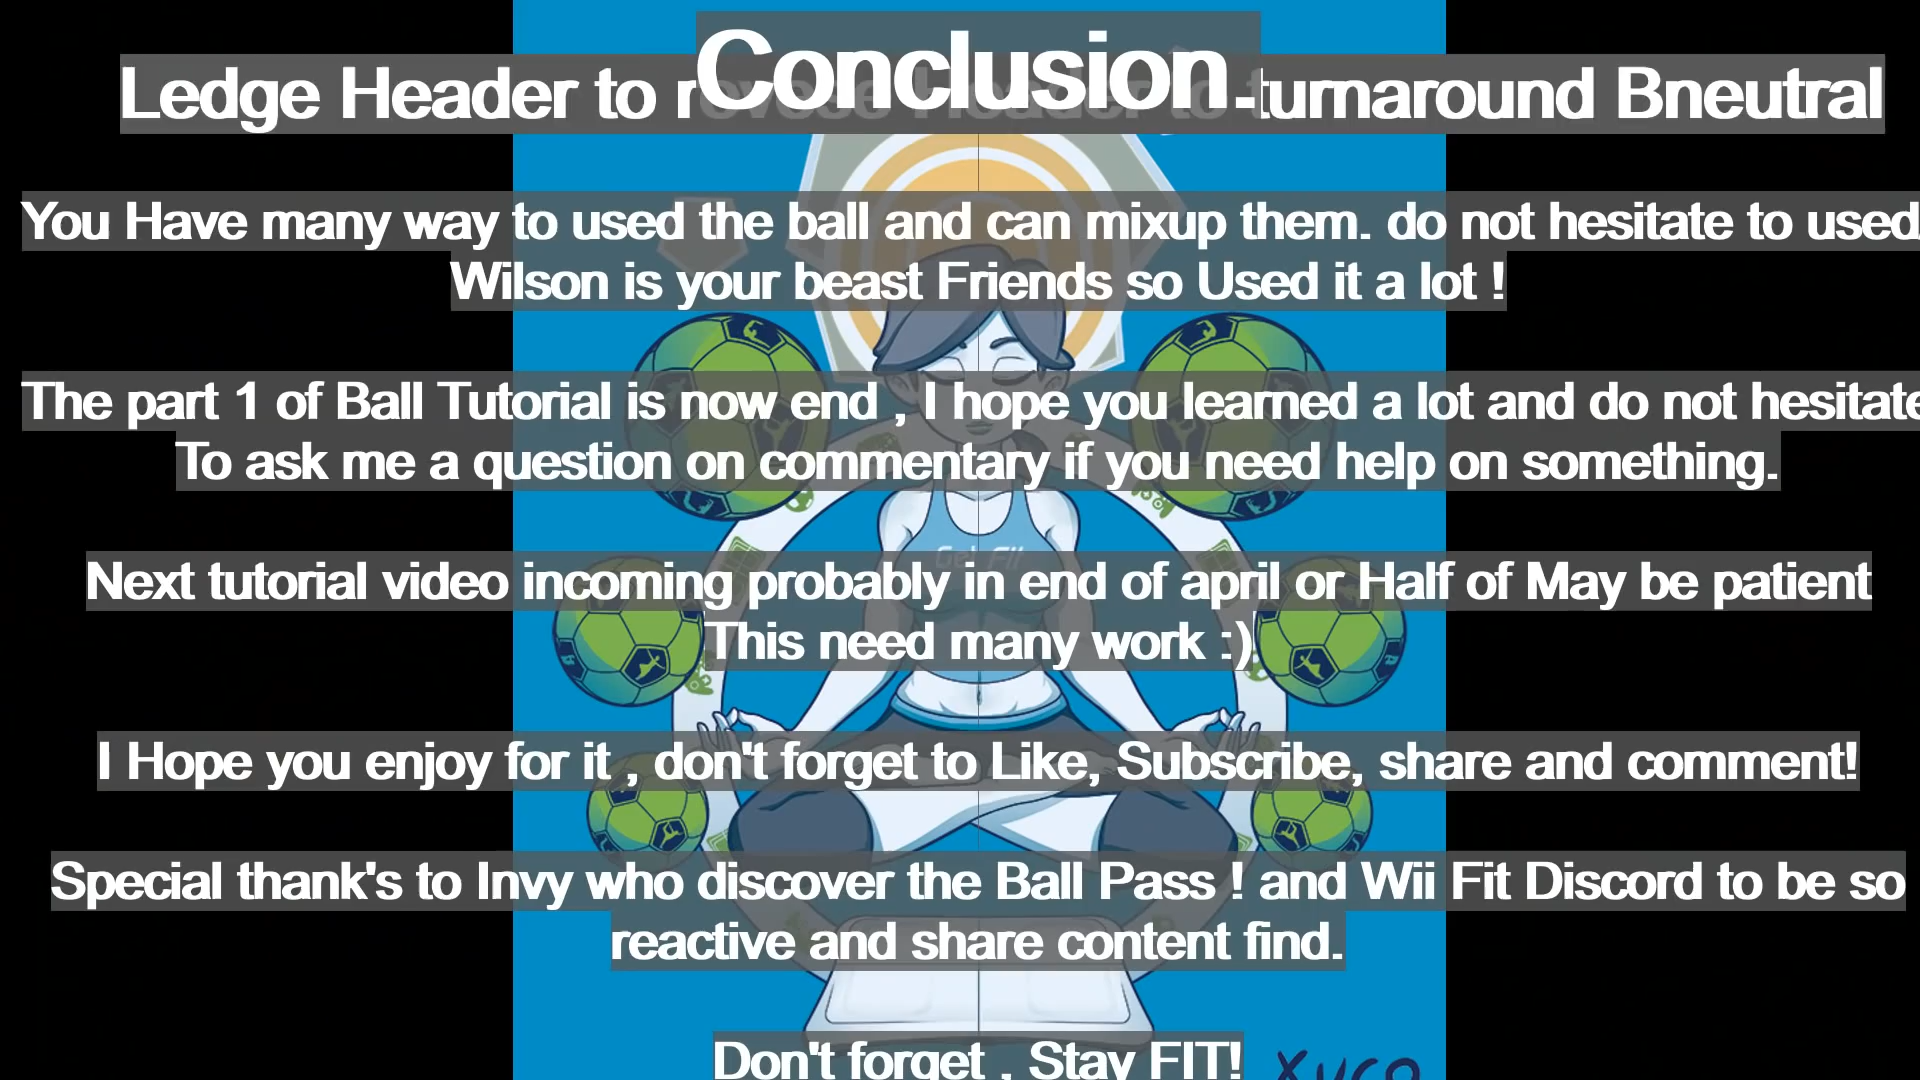 Conclusion.
Ledge Header to revese Header to turnaround Bneutral
You Have many way to used the ball and can mixup them. do not hesitate to used
Wilson is your beast Friends so Used it a lot !
The part 1 of Ball Tutorial is now end , I hope you learned a lot and do not hesitate
To ask me a question on commentary if you need help on something.
Get Fit
Next tutorial video incoming probably in end of april or Half of May be patient
This need many work :)
I Hope you enjoy for it , don't forget to Like, Subscribe, share and comment!
Special thank's to Invy who discover the Ball Pass ! and Wii Fit Discord to be so
reactive and share content find.
Don't forget , Stay FIT!